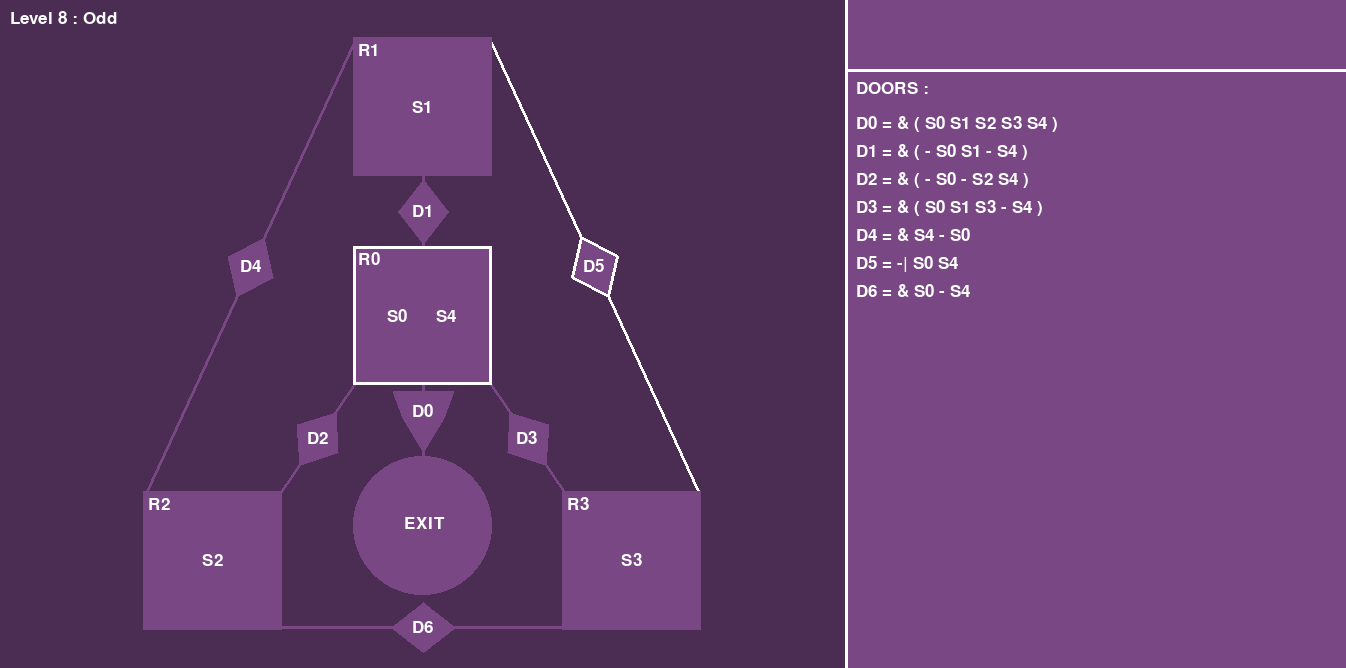 Level 8 : Odd
R1
S1
D1
D4
D5
R0
S0 S4
D0
D2
D3
R2
S2
EXIT
R3
S3
D6
DOORS :
D0 = & ( S0 S1 S2 S3 S4 )
D1 = & ( - S0 S1 - S4 )
D2 = & ( - S0 - S2 S4 )
D3 = & ( S0 S1 S3 - S4 )
D4 = & S4 - S0
D5 = -| S0 S4
D6 = & S0 - S4